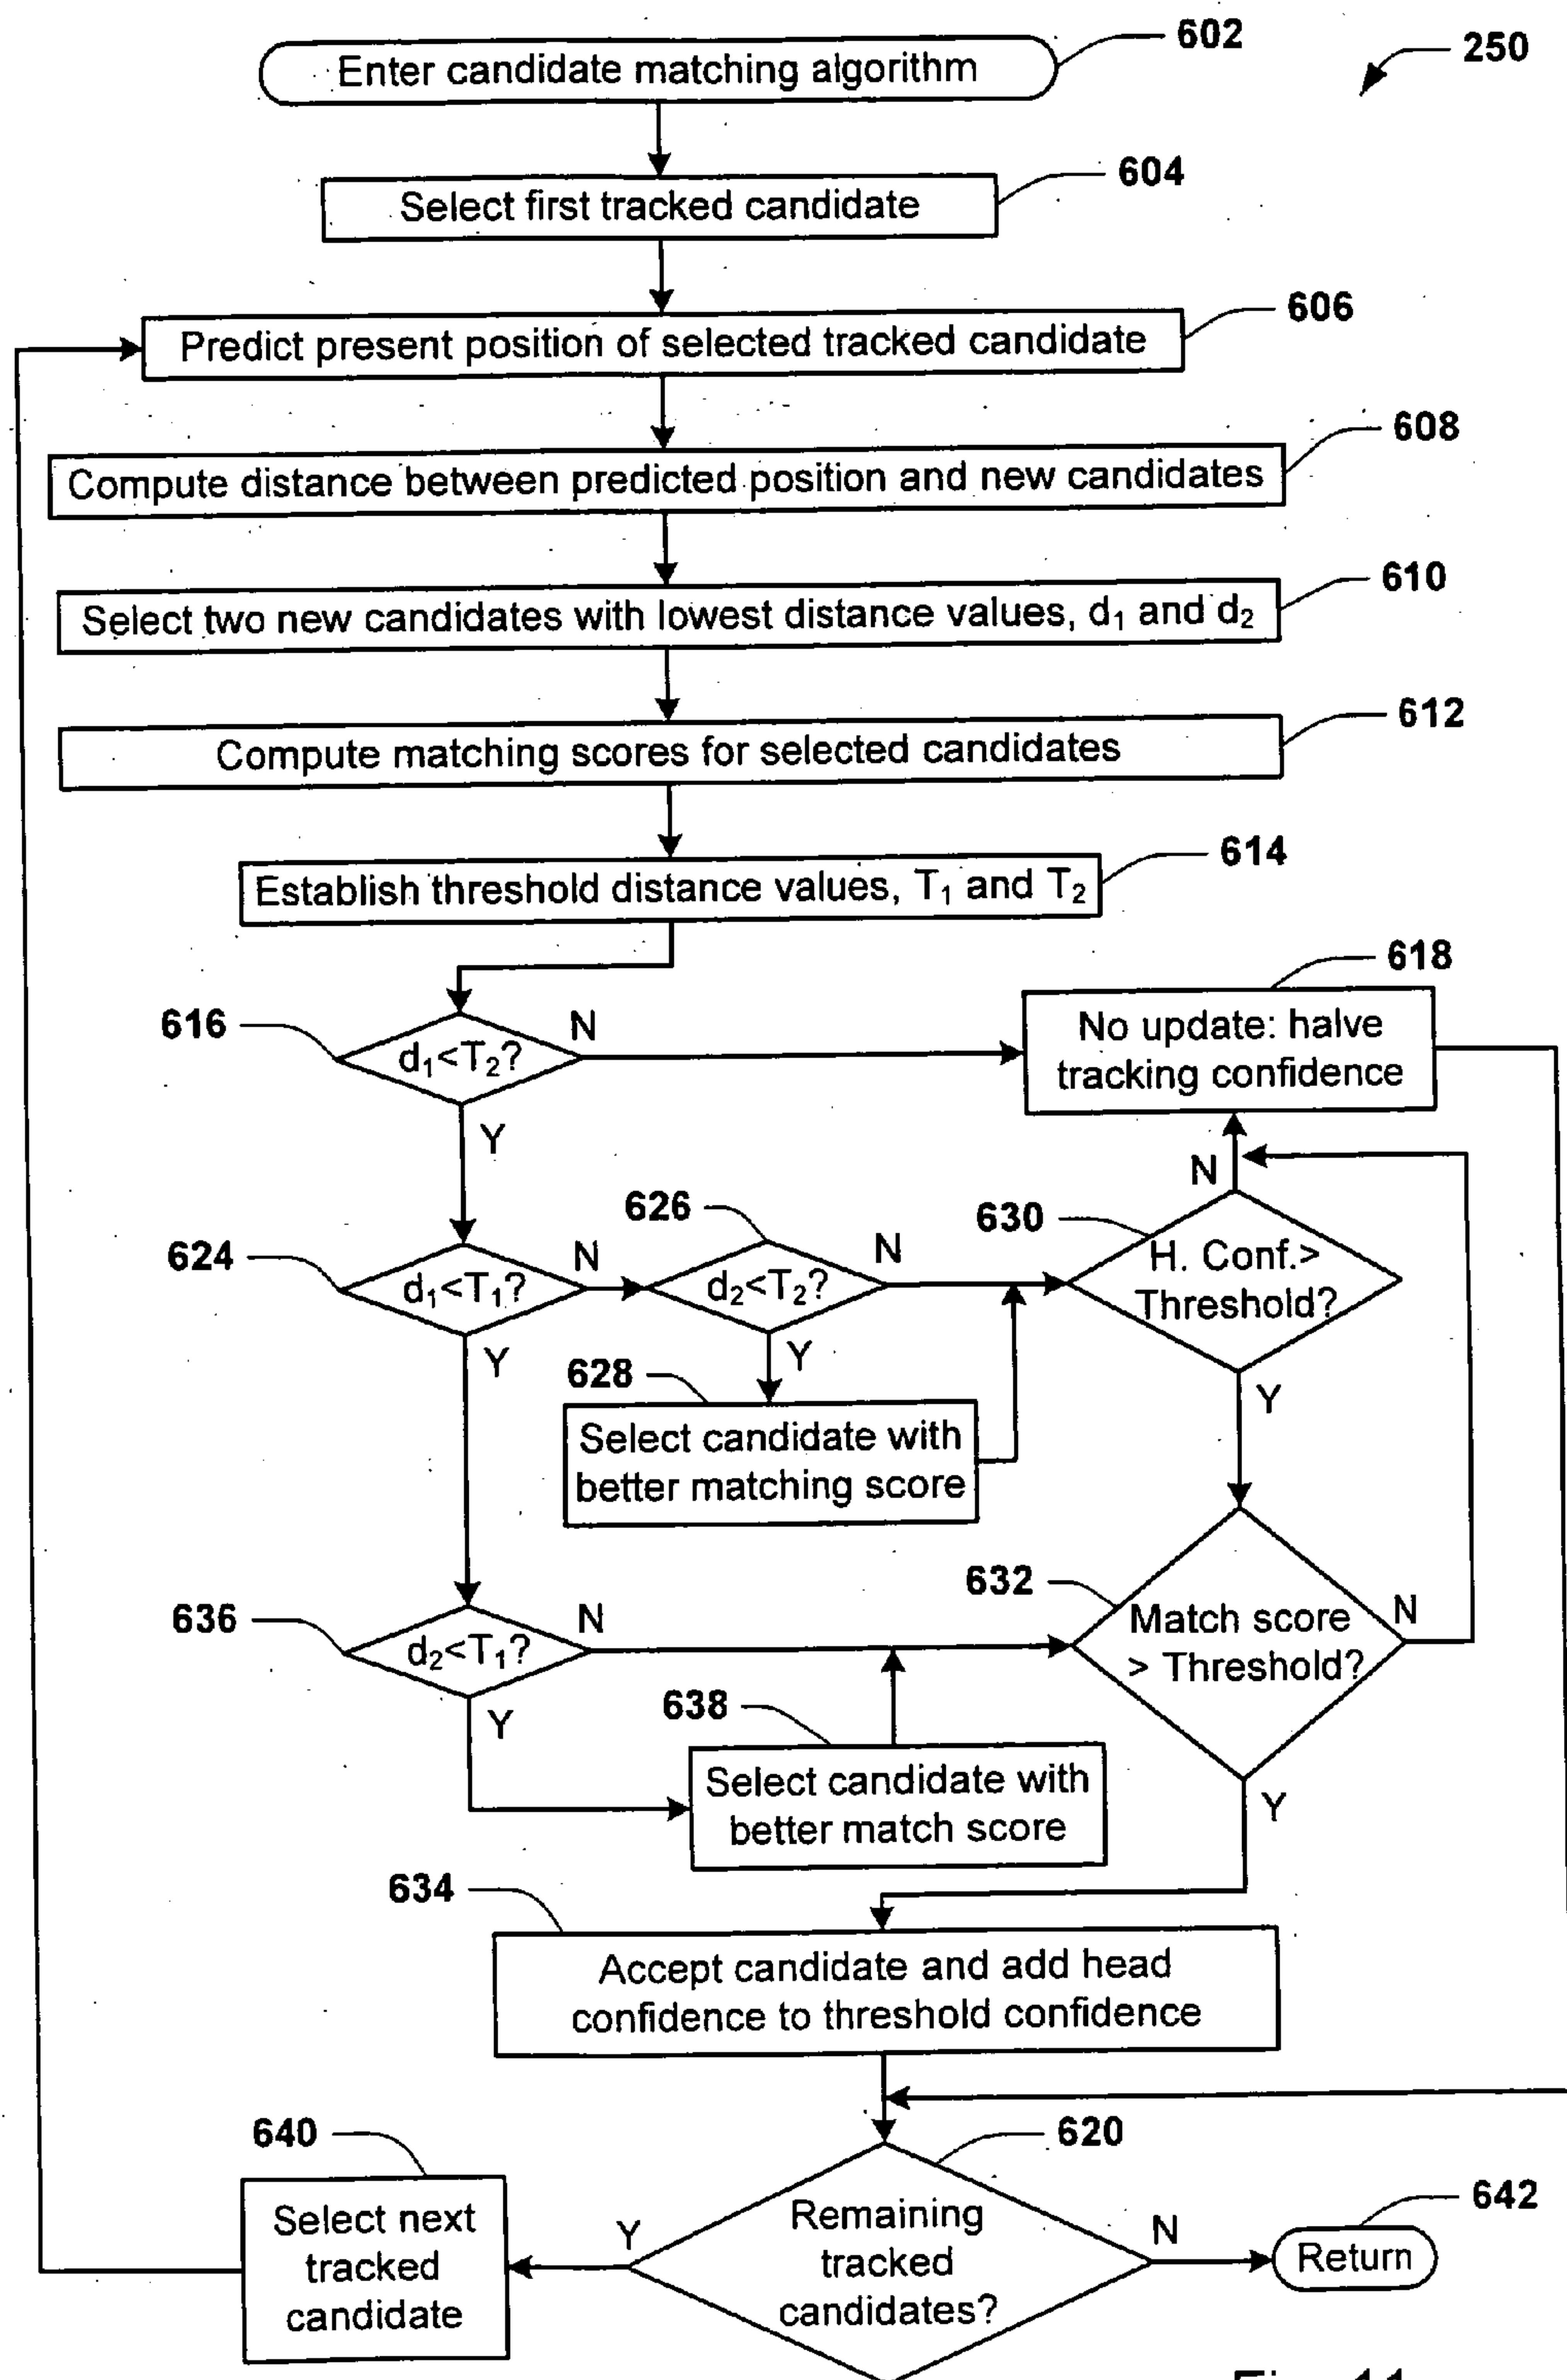 602
250
Enter candidate matching algorithm
604
Select first tracked candidate
606
Predict present position of selected tracked candidate
608
Compute distance between predicted position and new candidates
610
Select two new candidates with lowest distance values, d₁ and d₂
612
Compute matching scores for selected candidates
614
Establish threshold distance values, T₁ and T₂
618
616
d₁<T₂?
N
No update: halve
tracking confidence
Y
N
626
630
624
d₁<T₁?
N
d₂<T₂?
N
H. Conf.>
Threshold?
Y
Y
Y
628
Select candidate with
better matching score
632
636
d₂<T₁?
N
Match score
> Threshold?
N
Y
638
Select candidate with
better match score
Y
634
Accept candidate and add head
confidence to threshold confidence
640
620
642
Select next
tracked
candidate
Y
Remaining
tracked
candidates?
N
Return